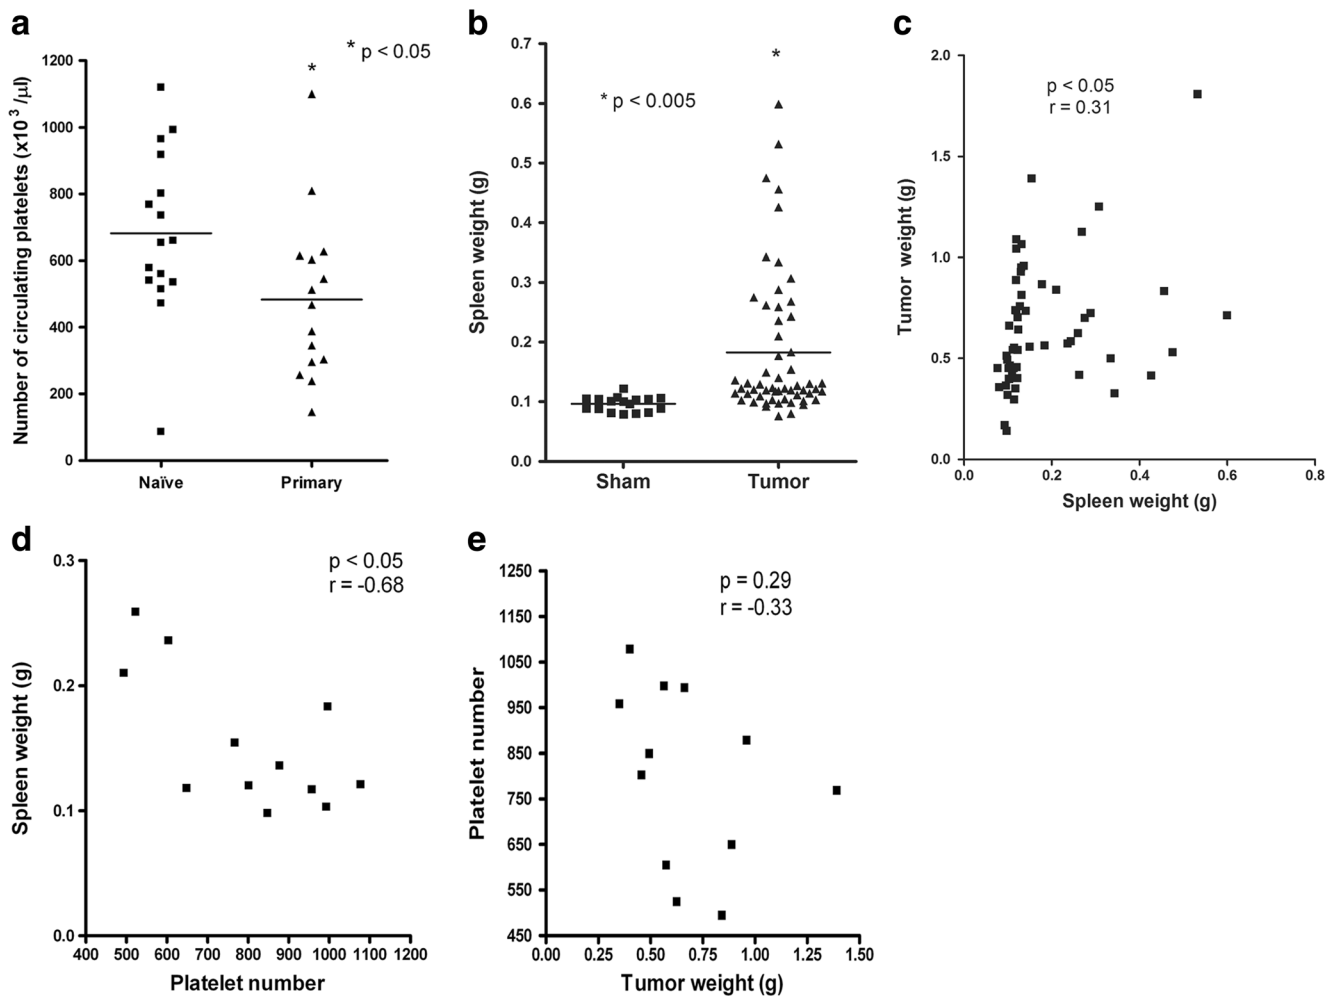 a
* p < 0.05
*
Number of circulating platelets (x10³ /µl)
1200
1000
800
600
400
200
0
Naïve
Primary
b
*
* p < 0.005
Spleen weight (g)
0.7
0.6
0.5
0.4
0.3
0.2
0.1
0.0
Sham
Tumor
c
p < 0.05
r = 0.31
Tumor weight (g)
2.0
1.5
1.0
0.5
0.0
0.0
0.2
0.4
0.6
0.8
Spleen weight (g)
d
p < 0.05
r = -0.68
Spleen weight (g)
0.3
0.2
0.1
0.0
400
500
600
700
800
900
1000
1100
1200
Platelet number
e
p = 0.29
r = -0.33
Platelet number
1250
1150
1050
950
850
750
650
550
450
0.00
0.25
0.50
0.75
1.00
1.25
1.50
Tumor weight (g)